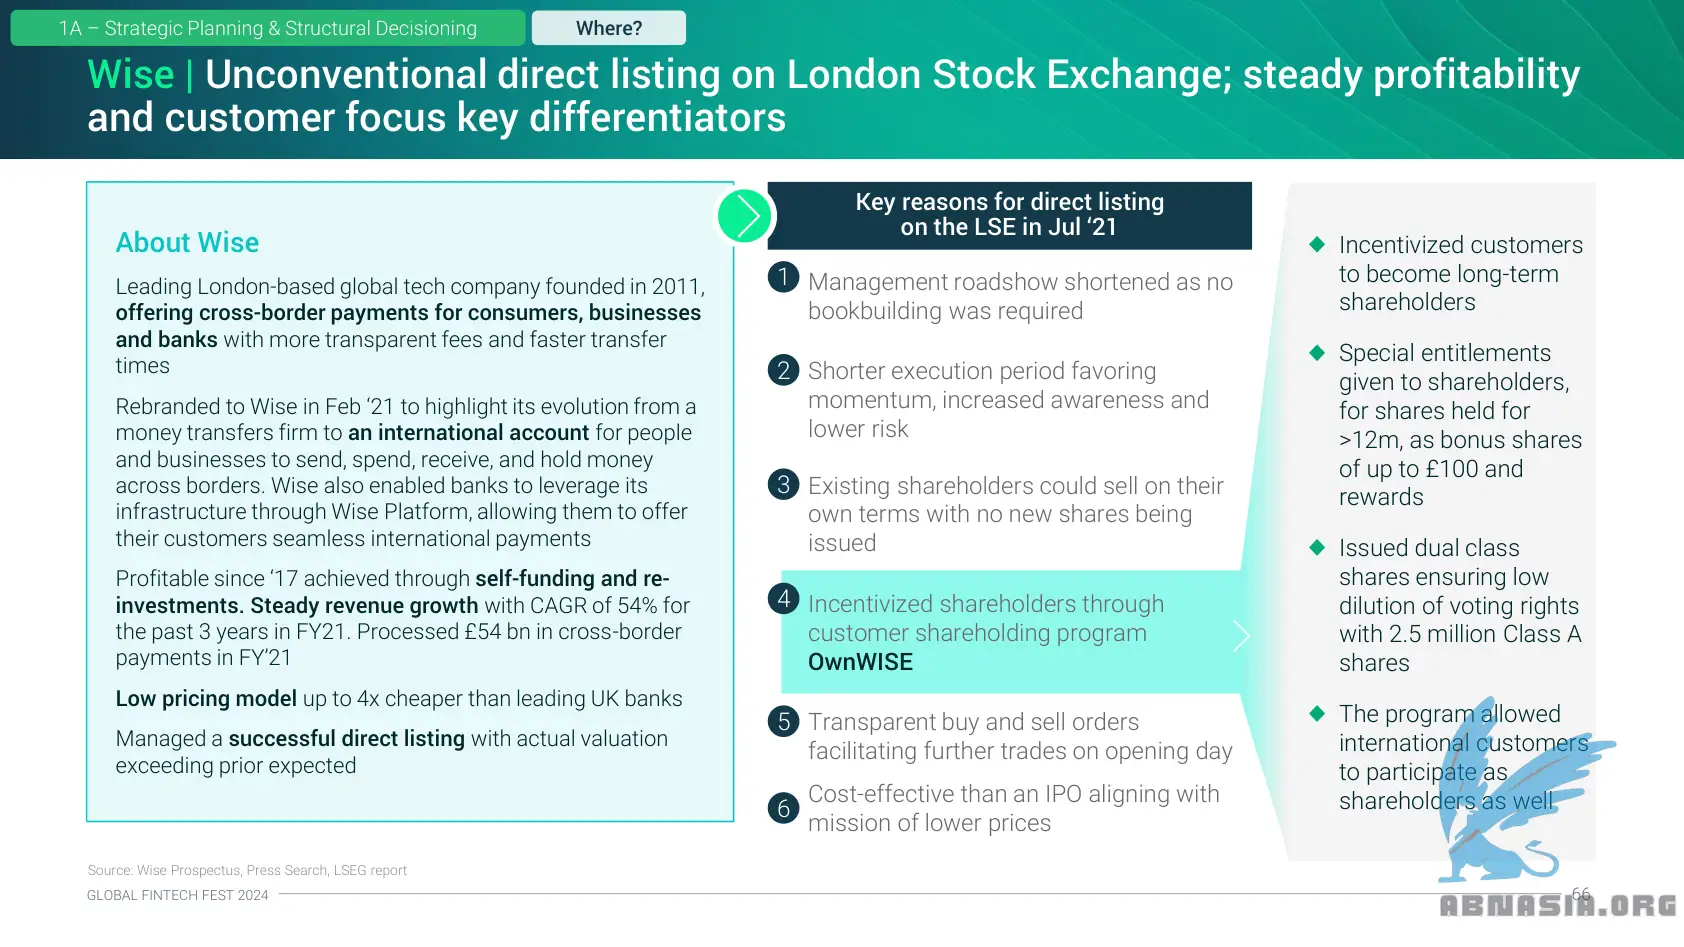 1A – Strategic Planning & Structural Decisioning
Where?
Wise | Unconventional direct listing on London Stock Exchange; steady profitability
and customer focus key differentiators
About Wise
Leading London-based global tech company founded in 2011,
offering cross-border payments for consumers, businesses
and banks with more transparent fees and faster transfer
times
Rebranded to Wise in Feb ‘21 to highlight its evolution from a
money transfers firm to an international account for people
and businesses to send, spend, receive, and hold money
across borders. Wise also enabled banks to leverage its
infrastructure through Wise Platform, allowing them to offer
their customers seamless international payments
Profitable since ‘17 achieved through self-funding and re-
investments. Steady revenue growth with CAGR of 54% for
the past 3 years in FY21. Processed £54 bn in cross-border
payments in FY’21
Low pricing model up to 4x cheaper than leading UK banks
Managed a successful direct listing with actual valuation
exceeding prior expected
Key reasons for direct listing
on the LSE in Jul ‘21
1 Management roadshow shortened as no
bookbuilding was required
2 Shorter execution period favoring
momentum, increased awareness and
lower risk
3 Existing shareholders could sell on their
own terms with no new shares being
issued
4 Incentivized shareholders through
customer shareholding program
OwnWISE
5 Transparent buy and sell orders
facilitating further trades on opening day
6 Cost-effective than an IPO aligning with
mission of lower prices
Incentivized customers
to become long-term
shareholders
Special entitlements
given to shareholders,
for shares held for
>12m, as bonus shares
of up to £100 and
rewards
Issued dual class
shares ensuring low
dilution of voting rights
with 2.5 million Class A
shares
The program allowed
international customers
to participate as
shareholders as well
Source: Wise Prospectus, Press Search, LSEG report
GLOBAL FINTECH FEST 2024
66
ABNASIA.ORG